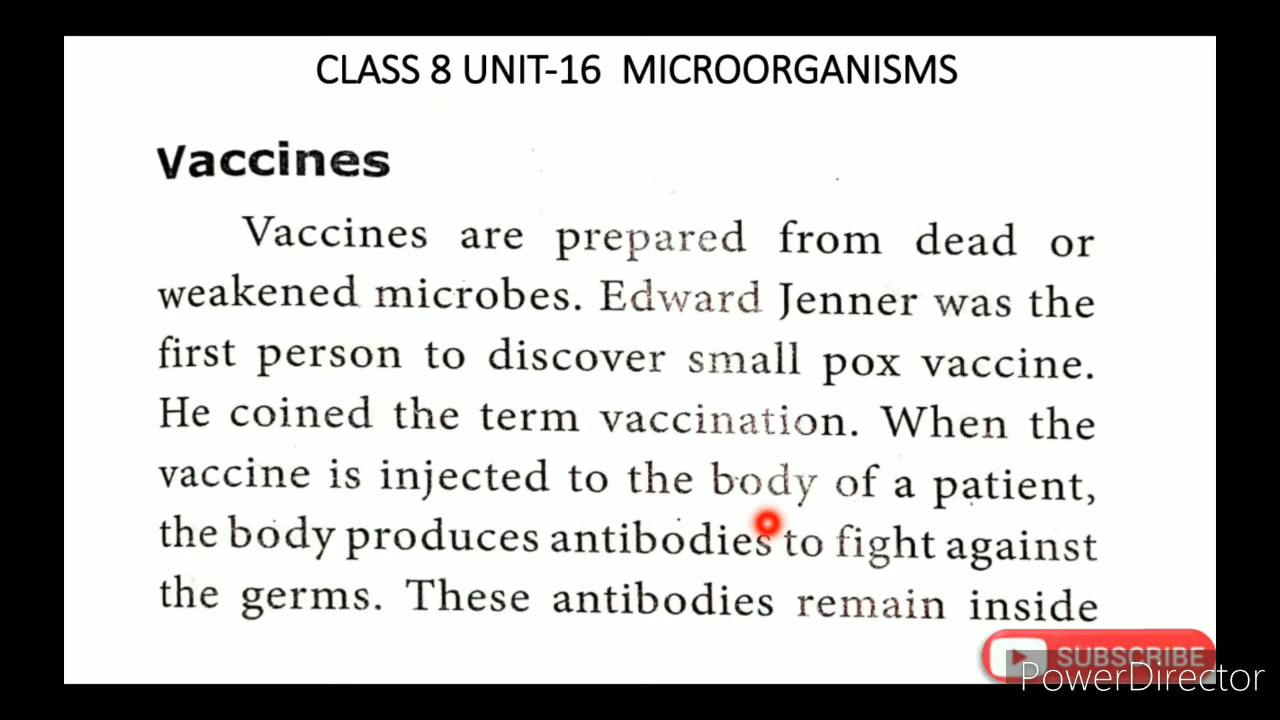 CLASS 8 UNIT-16 MICROORGANISMS
Vaccines
Vaccines are prepared from dead or
weakened microbes. Edward Jenner was the
first person to discover small pox vaccine.
He coined the term vaccination. When the
vaccine is injected to the body of a patient,
the body produces antibodies to fight against
the germs. These antibodies remain inside
SUBSCRIBE
PowerDirector